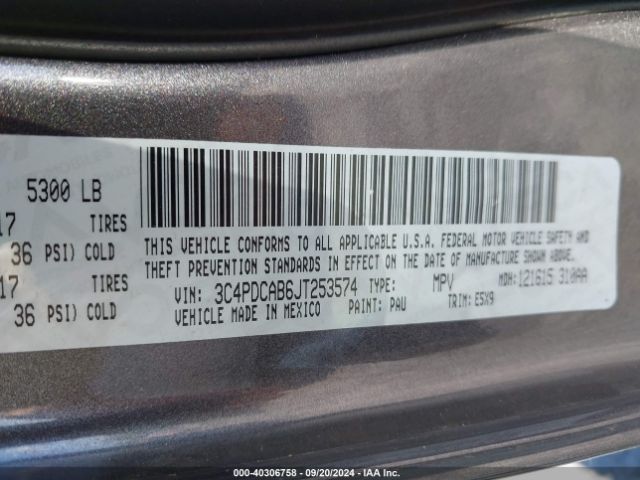 5300 LB
17 TIRES
36 PSI) COLD
17 TIRES
36 PSI) COLD
THIS VEHICLE CONFORMS TO ALL APPLICABLE U.S.A. FEDERAL MOTOR VEHICLE SAFETY AND
THEFT PREVENTION STANDARDS IN EFFECT ON THE DATE OF MANUFACTURE SHOWN ABOVE.
VIN: 3C4PDCAB6JT253574 TYPE: MPV MDH: 121615 310AA
VEHICLE MADE IN MEXICO PAINT: PAU TRIM: E5X9
000-40306758 - 09/20/2024 - IAA Inc.